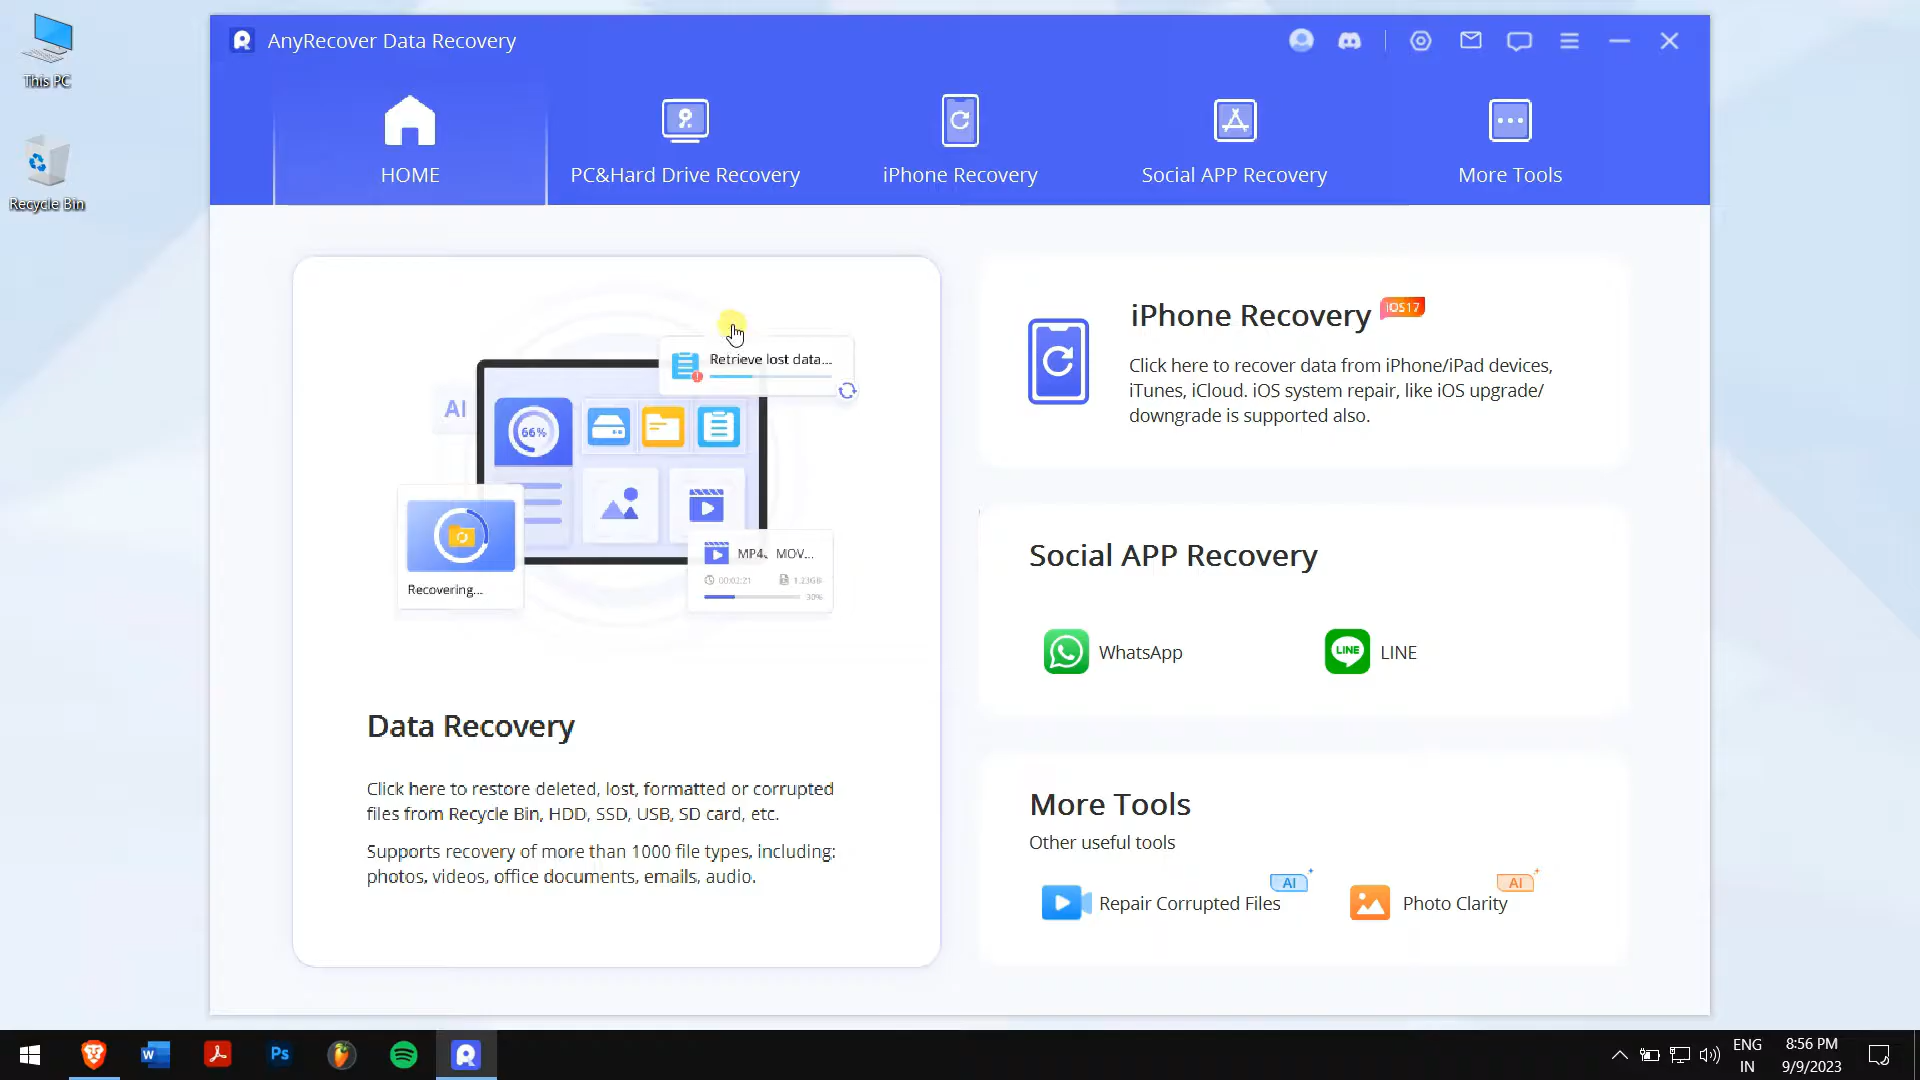 This PC
Recycle Bin
AnyRecover Data Recovery
HOME
PC&Hard Drive Recovery
iPhone Recovery
Social APP Recovery
More Tools
Retrieve lost data...
AI
66%
Recovering...
MP4、MOV...
00:02:21
1.23GB
30%
Data Recovery
Click here to restore deleted, lost, formatted or corrupted
files from Recycle Bin, HDD, SSD, USB, SD card, etc.
Supports recovery of more than 1000 file types, including:
photos, videos, office documents, emails, audio.
iPhone Recovery
iOS17
Click here to recover data from iPhone/iPad devices,
iTunes, iCloud. iOS system repair, like iOS upgrade/
downgrade is supported also.
Social APP Recovery
WhatsApp
LINE
LINE
More Tools
Other useful tools
Repair Corrupted Files
AI
Photo Clarity
AI
W
Ps
ENG
IN
8:56 PM
9/9/2023